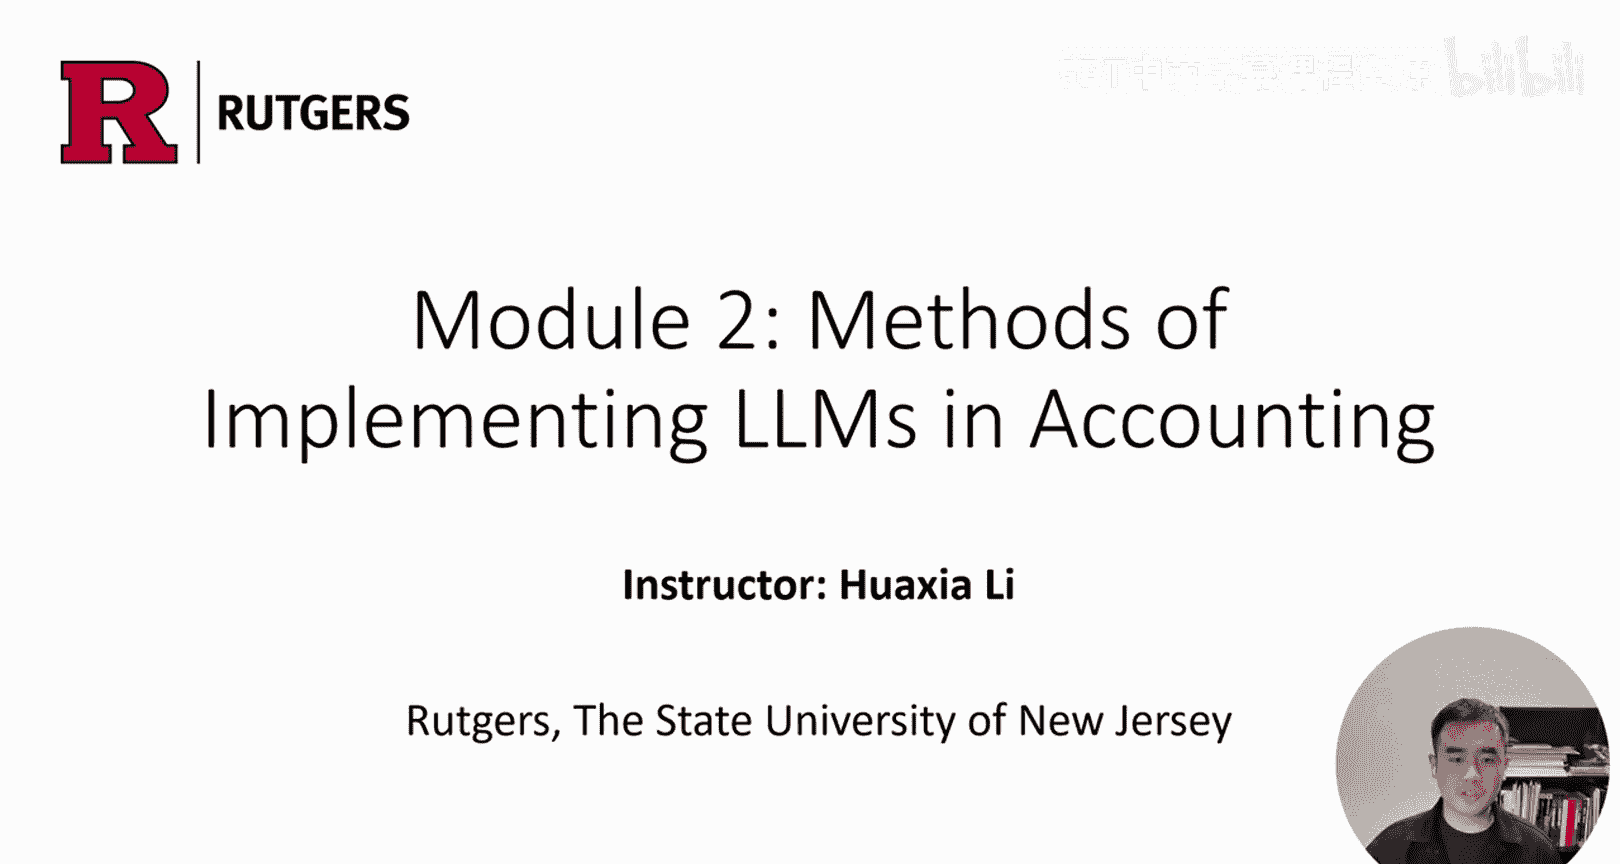 RUTGERS
bilibili
Module 2: Methods of
Implementing LLMs in Accounting
Instructor: Huaxia Li
Rutgers, The State University of New Jersey